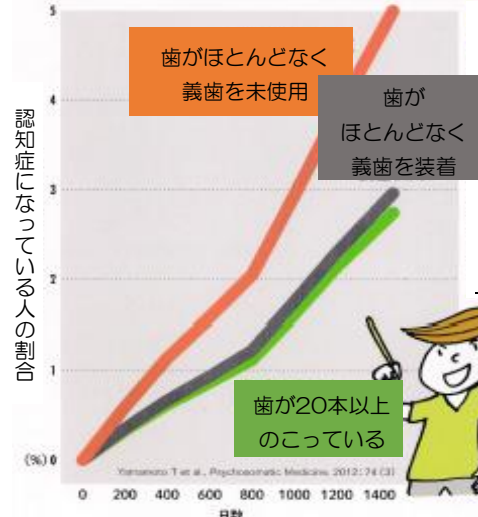 5
歯がほとんどなく
義歯を未使用
4
歯が
ほとんどなく
義歯を装着
認知症になっている人の割合
3
2
1
歯が20本以上
のこっている
(%) 0
Yamamoto T et al., Psychosomatic Medicine, 2012: 74 (3)
0 200 400 600 800 1000 1200 1400
日数